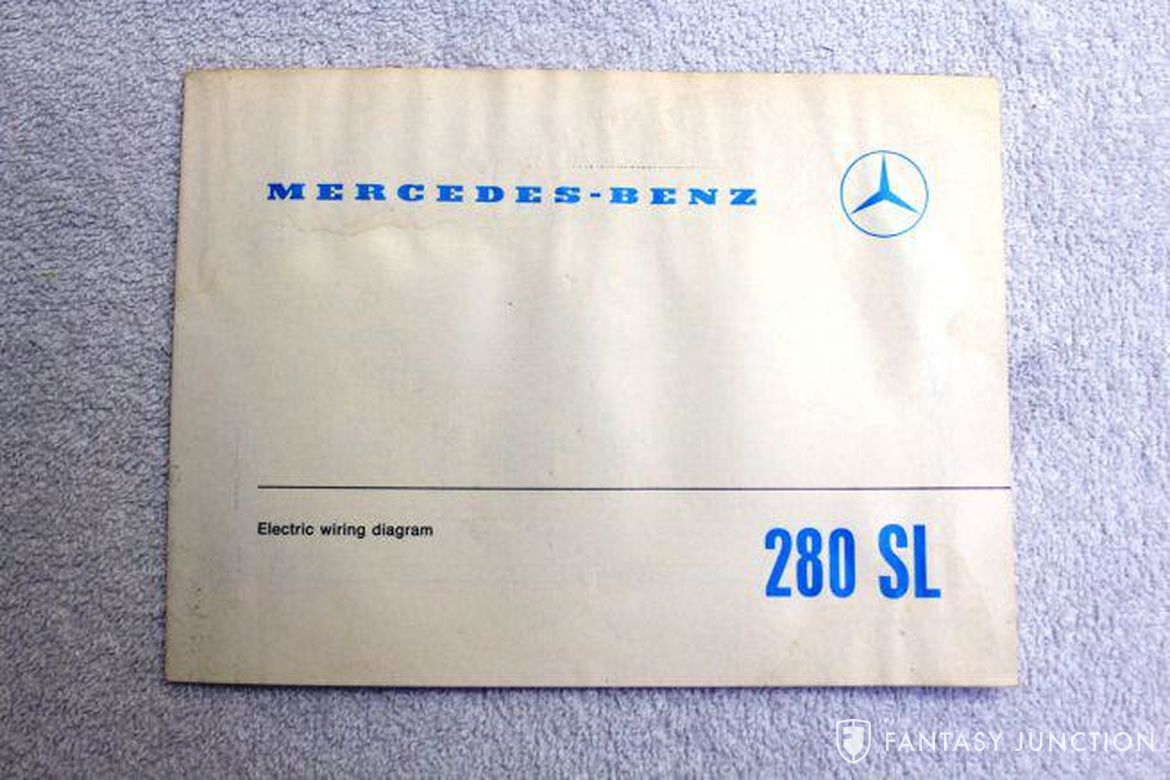 MERCEDES-BENZ
Electric wiring diagram
280 SL
FANTASY JUNCTION